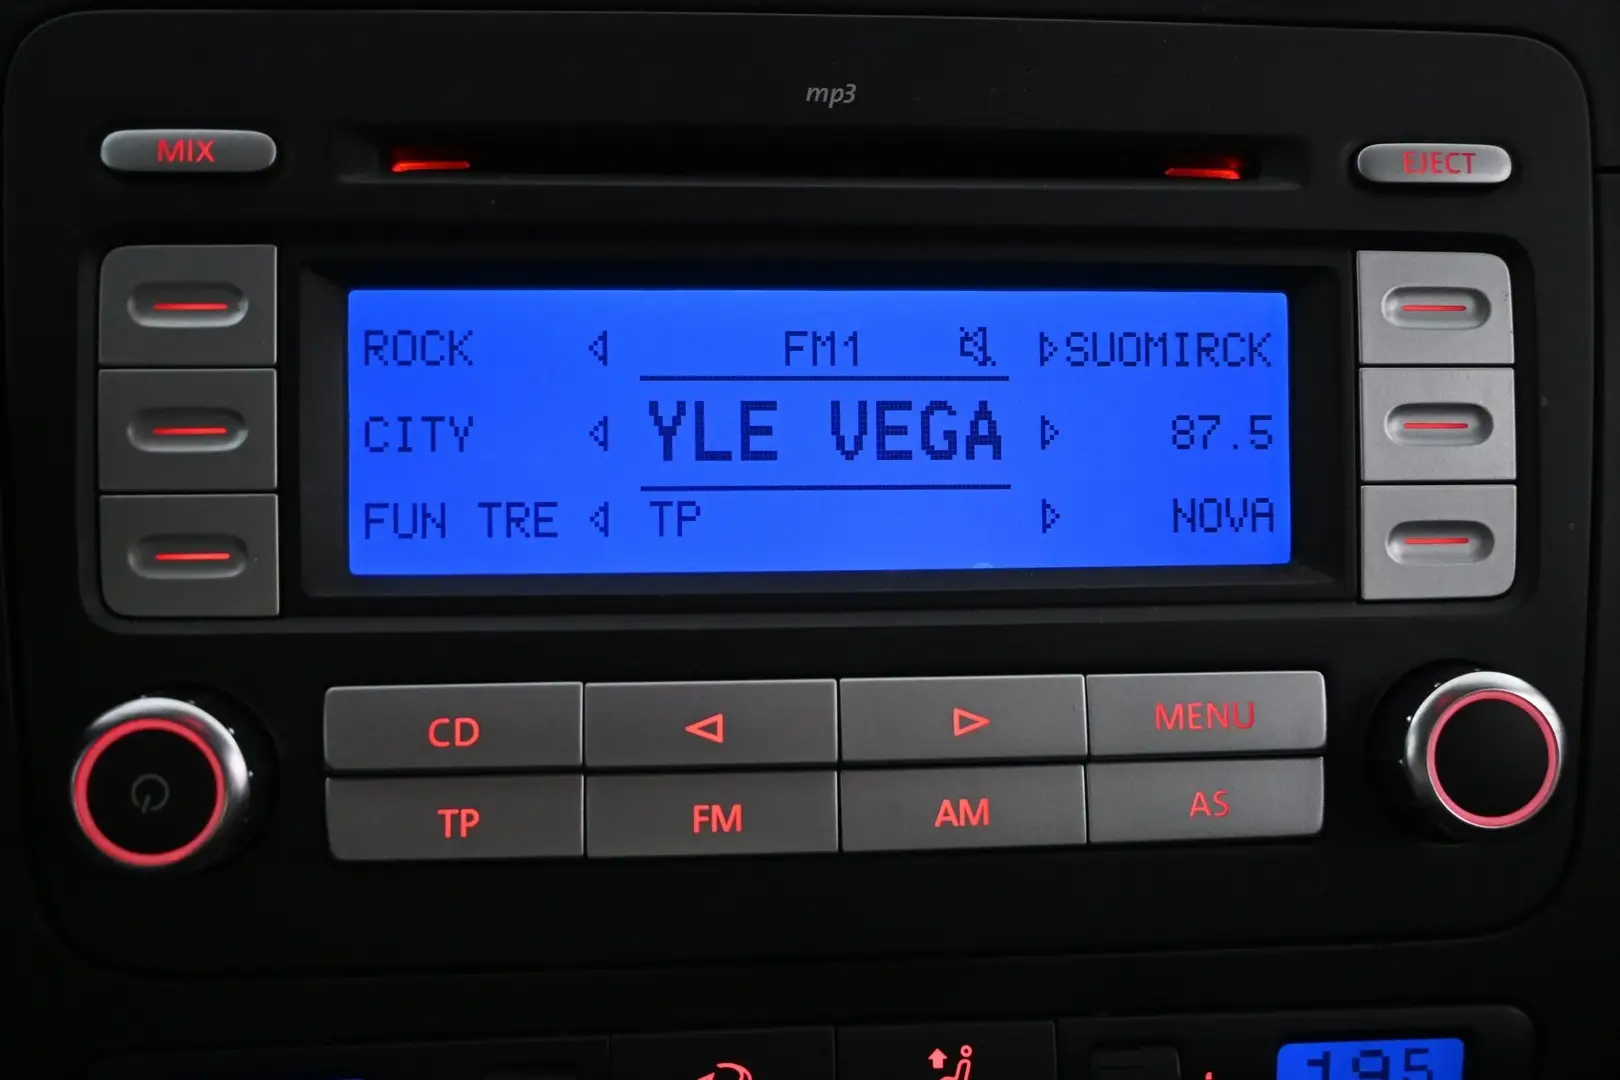 mp3
MIX
EJECT
ROCK FM1 SUOMIRCK
CITY YLE VEGA 87.5
FUN TRE TP NOVA
CD MENU
TP FM AM AS
195